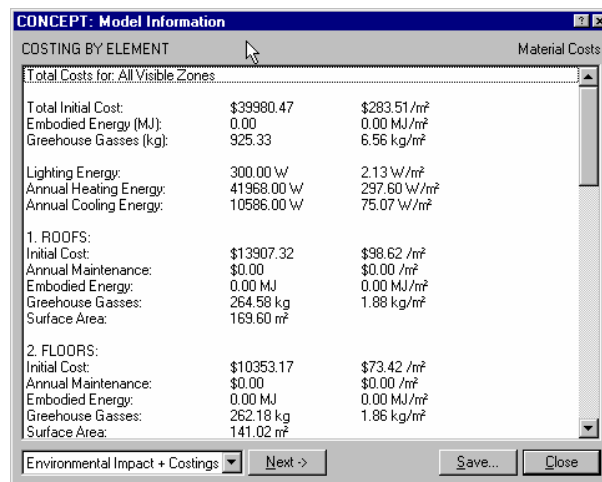 CONCEPT: Model Information
COSTING BY ELEMENT Material Costs
Total Costs for: All Visible Zones
Total Initial Cost: $39980.47 $283.51/m²
Embodied Energy (MJ): 0.00 0.00 MJ/m²
Greehouse Gasses (kg): 925.33 6.56 kg/m²
Lighting Energy: 300.00 W 2.13 W/m²
Annual Heating Energy: 41968.00 W 297.60 W/m²
Annual Cooling Energy: 10586.00 W 75.07 W/m²
1. ROOFS:
Initial Cost: $13907.32 $98.62 /m²
Annual Maintenance: $0.00 $0.00 /m²
Embodied Energy: 0.00 MJ 0.00 MJ/m²
Greehouse Gasses: 264.58 kg 1.88 kg/m²
Surface Area: 169.60 m²
2. FLOORS:
Initial Cost: $10353.17 $73.42 /m²
Annual Maintenance: $0.00 $0.00 /m²
Embodied Energy: 0.00 MJ 0.00 MJ/m²
Greehouse Gasses: 262.18 kg 1.86 kg/m²
Surface Area: 141.02 m²
Environmental Impact + Costings Next -> Save... Close